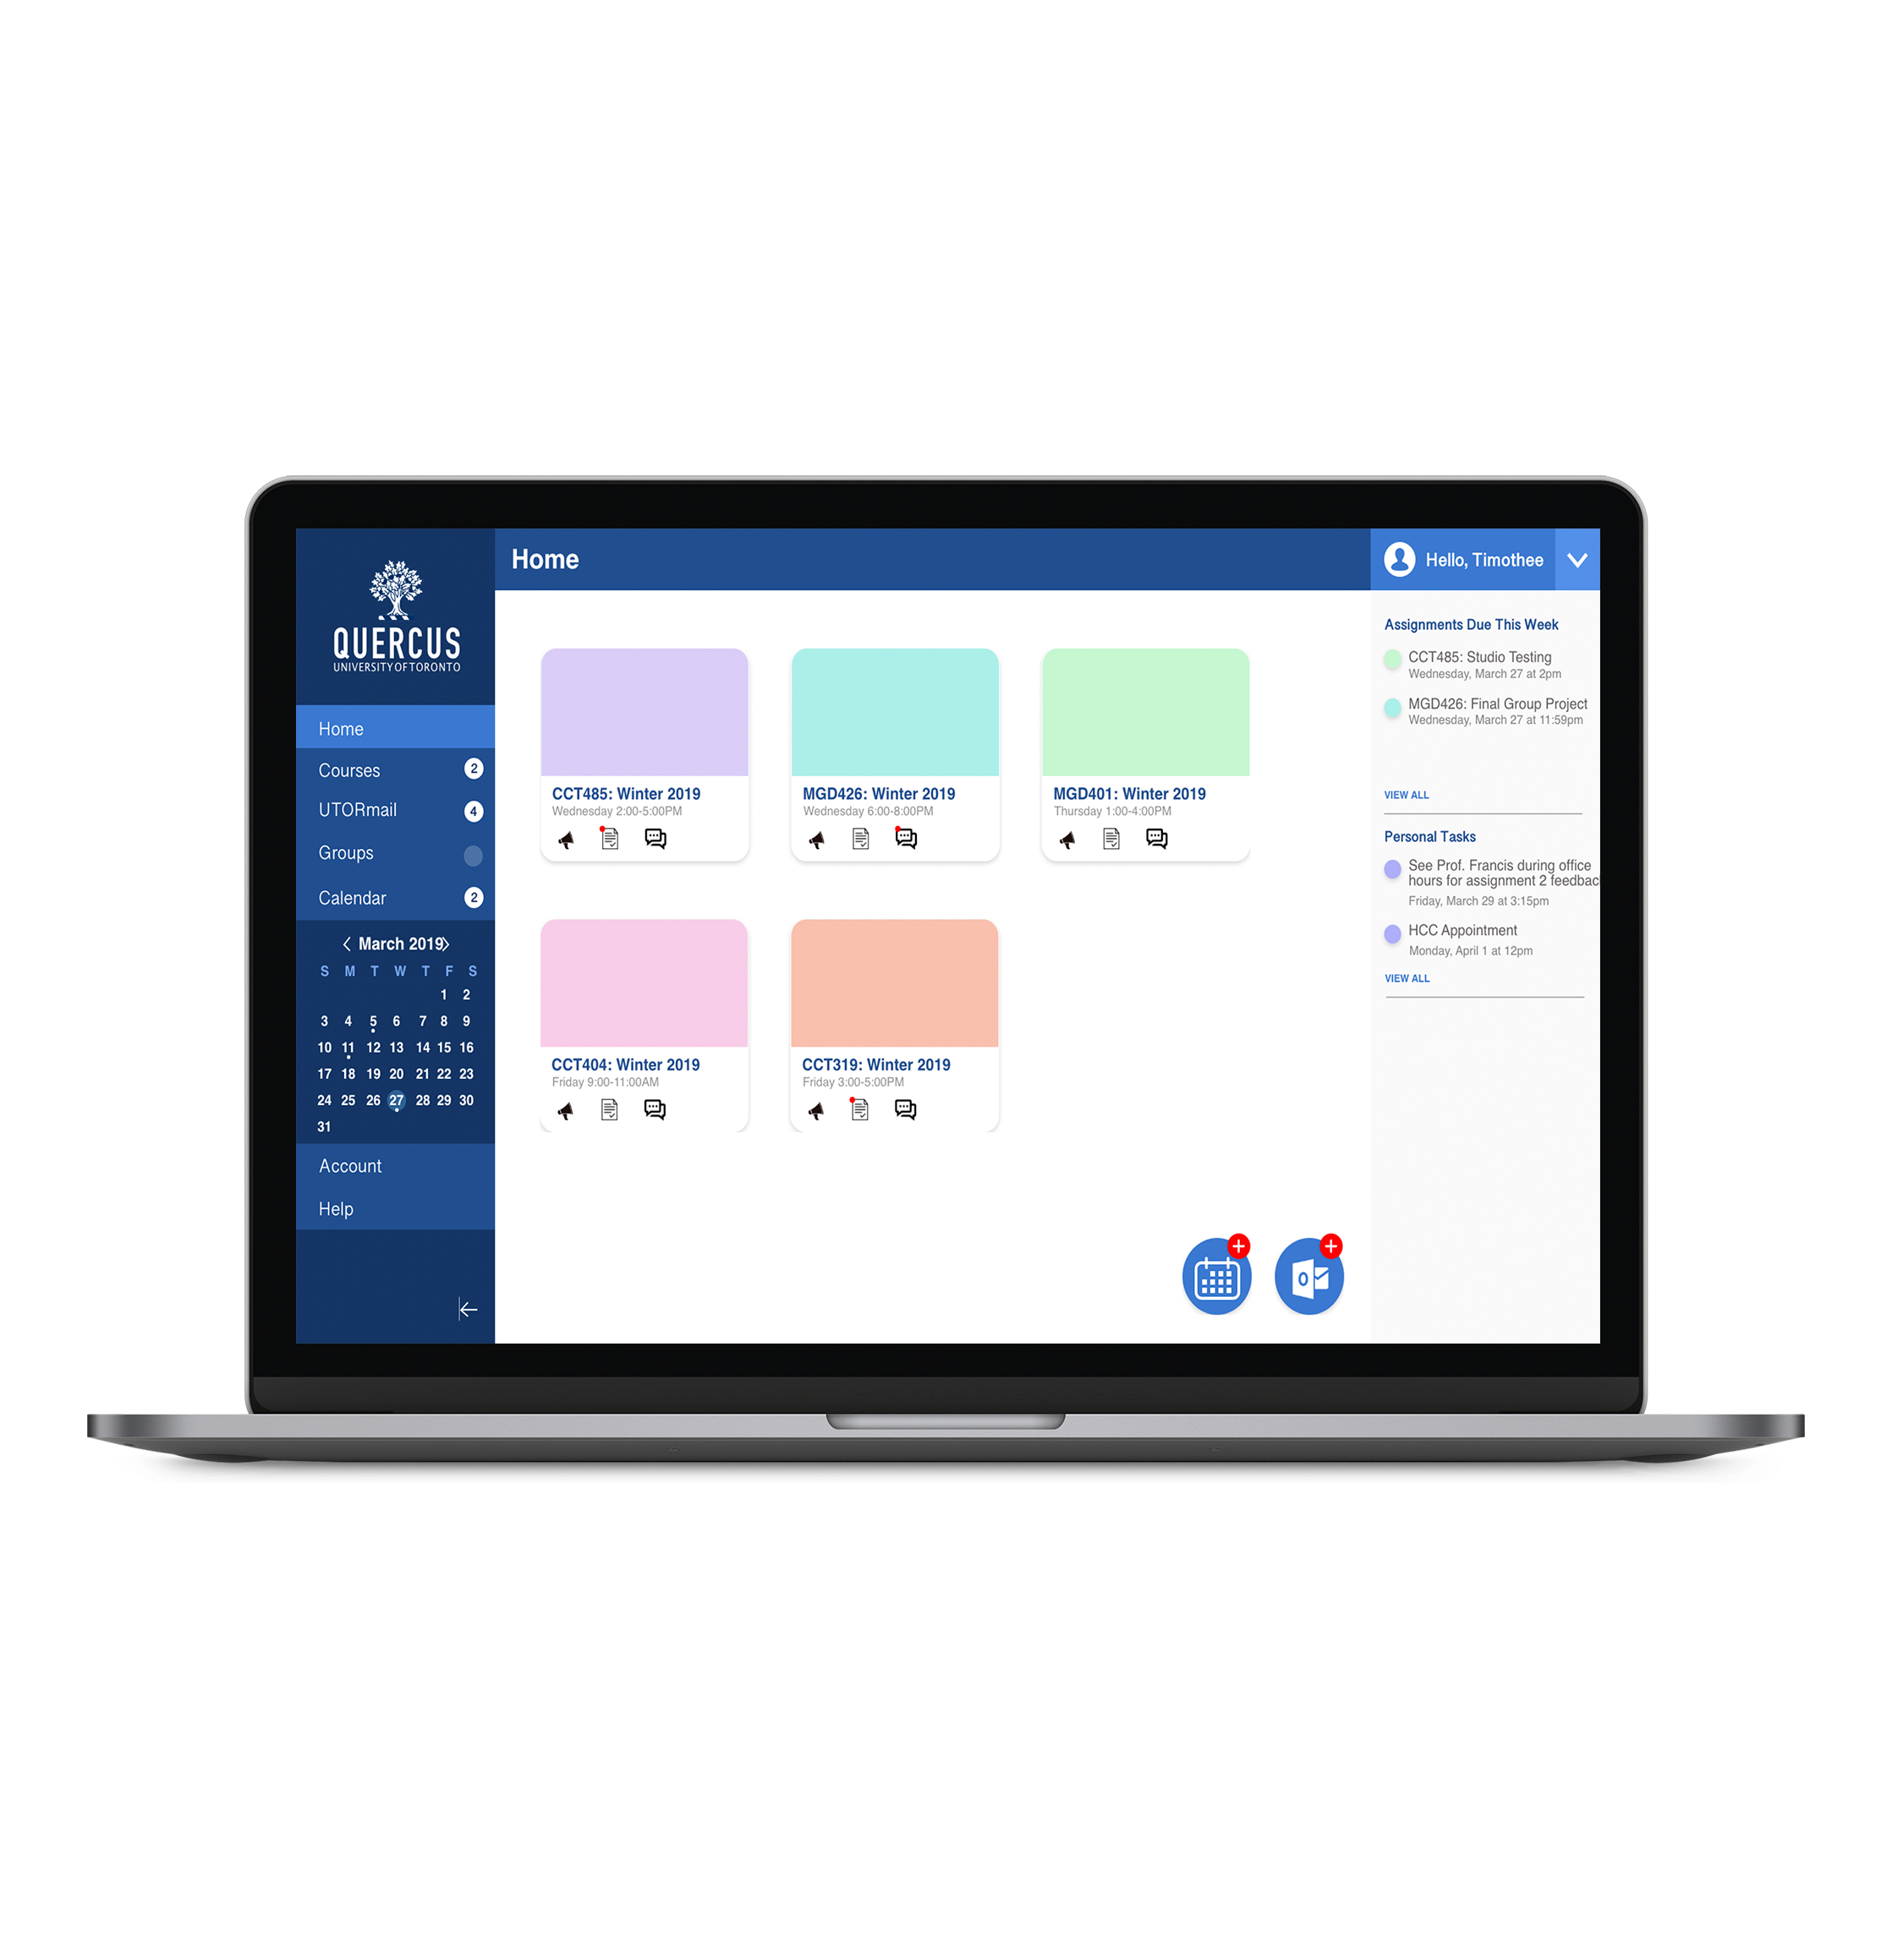 QUERCUS
UNIVERSITY OF TORONTO
Home
Courses 2
UTORmail 4
Groups
Calendar 2
< March 2019>
S M T W T F S
1 2
3 4 5 6 7 8 9
10 11 12 13 14 15 16
17 18 19 20 21 22 23
24 25 26 27 28 29 30
31
Account
Help
Home
CCT485: Winter 2019
Wednesday 2:00-5:00PM
MGD426: Winter 2019
Wednesday 6:00-8:00PM
MGD401: Winter 2019
Thursday 1:00-4:00PM
CCT404: Winter 2019
Friday 9:00-11:00AM
CCT319: Winter 2019
Friday 3:00-5:00PM
Hello, Timothee
Assignments Due This Week
CCT485: Studio Testing
Wednesday, March 27 at 2pm
MGD426: Final Group Project
Wednesday, March 27 at 11:59pm
VIEW ALL
Personal Tasks
See Prof. Francis during office
hours for assignment 2 feedbac
Friday, March 29 at 3:15pm
HCC Appointment
Monday, April 1 at 12pm
VIEW ALL